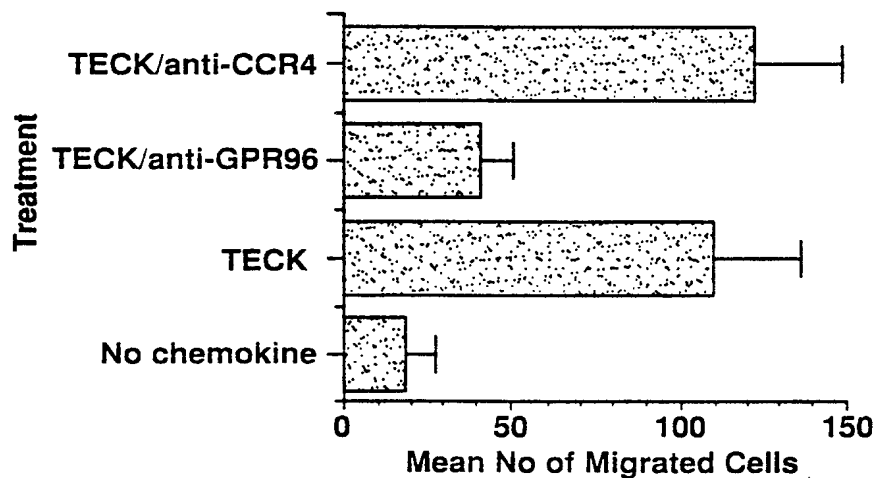 Treatment
TECK/anti-CCR4
TECK/anti-GPR96
TECK
No chemokine
0 50 100 150
Mean No of Migrated Cells